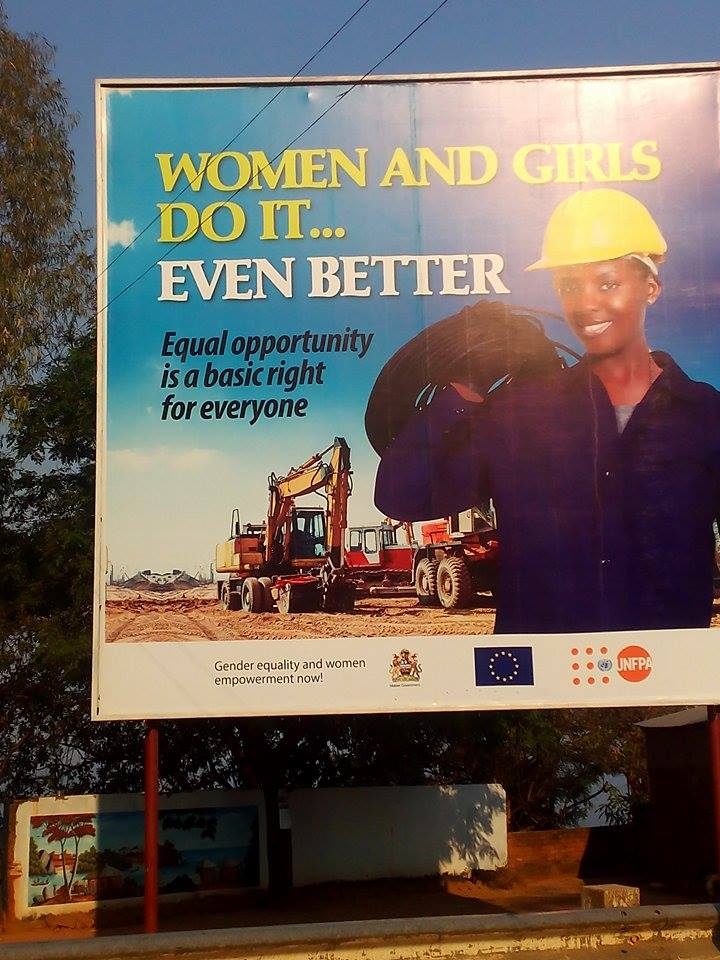 WOMEN AND GIRLS
DO IT...
EVEN BETTER
Equal opportunity
is a basic right
for everyone
Gender equality and women
empowerment now!
UNFPA